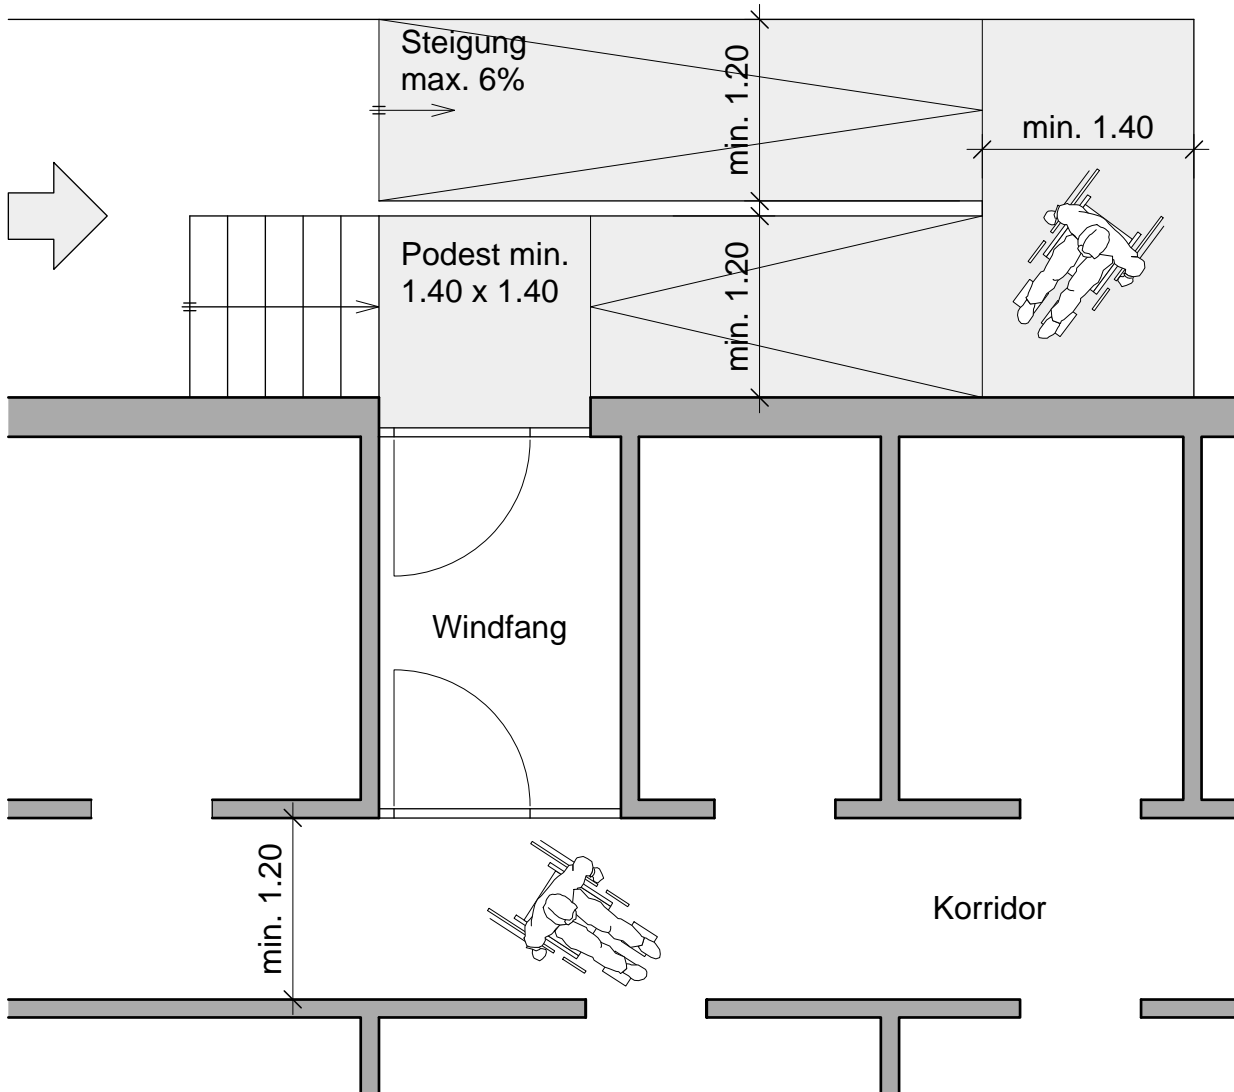 Steigung
max. 6%
min. 1.20
min. 1.40
Podest min.
1.40 x 1.40
min. 1.20
Windfang
min. 1.20
Korridor